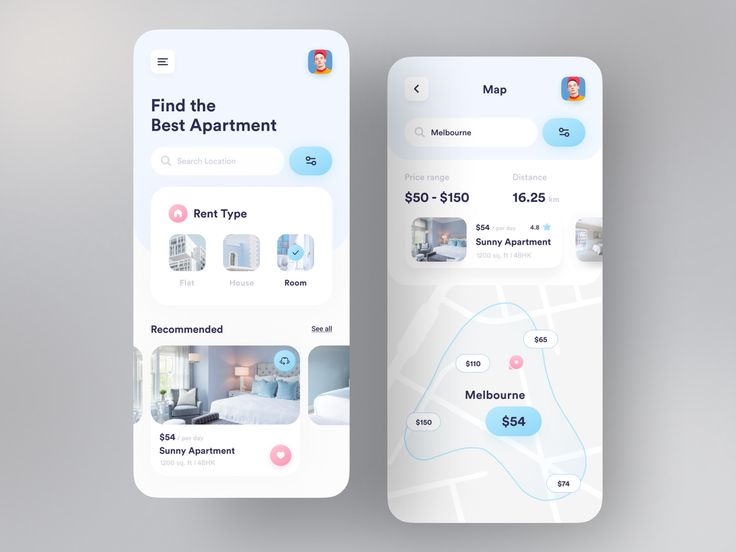 Find the
Best Apartment
Search Location
Rent Type
Flat
House
Room
Recommended
See all
$54 / per day
Sunny Apartment
1200 sq. ft | 4BHK
Map
Melbourne
Price range
Distance
$50 - $150
16.25 km
$54 / per day
4.8
Sunny Apartment
1200 sq. ft | 4BHK
$65
$110
Melbourne
$54
$150
$74